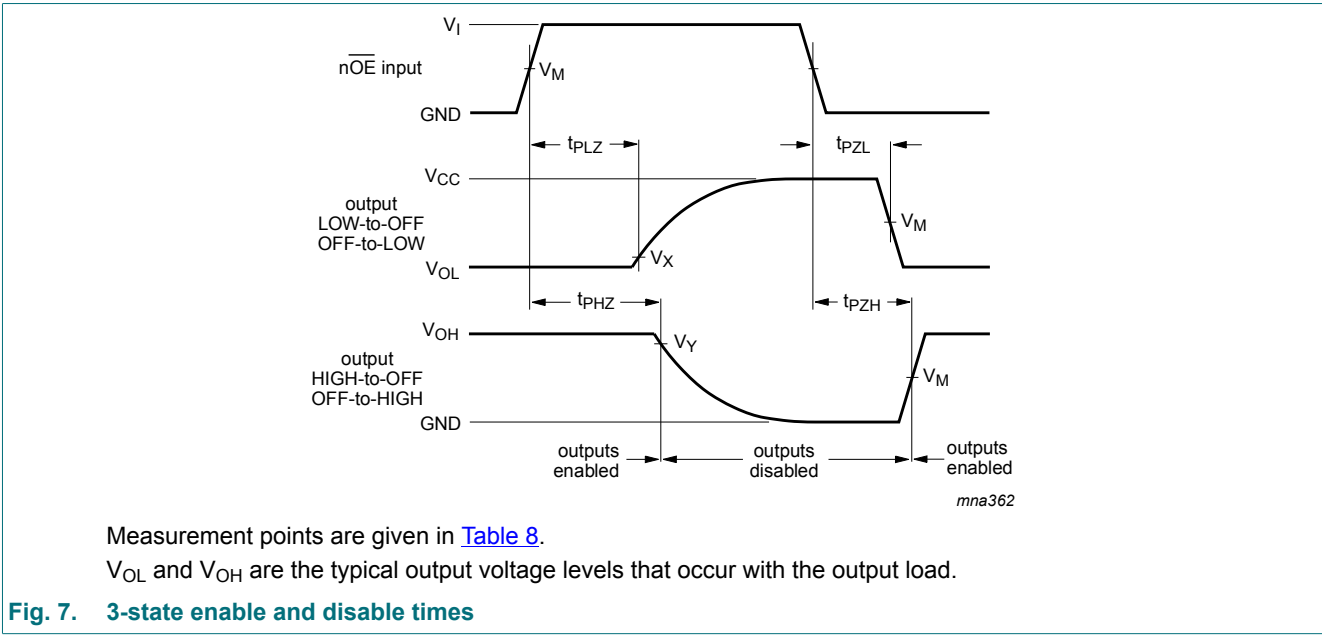 V_I
nO̅E̅ input
V_M
GND
t_PLZ
t_PZL
V_CC
output
LOW-to-OFF
OFF-to-LOW
V_M
V_X
V_OL
t_PHZ
t_PZH
V_OH
V_Y
output
HIGH-to-OFF
OFF-to-HIGH
V_M
GND
outputs
enabled
outputs
disabled
outputs
enabled
mna362
Measurement points are given in Table 8.
V_OL and V_OH are the typical output voltage levels that occur with the output load.
Fig. 7. 3-state enable and disable times